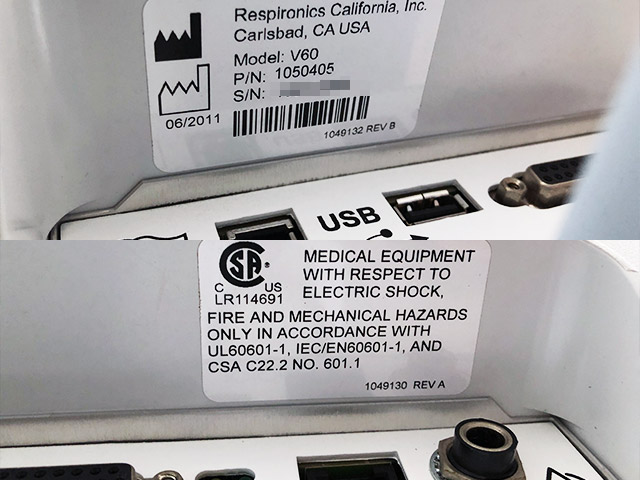 Respironics California, Inc.
Carlsbad, CA USA
Model: V60
P/N: 1050405
S/N:
06/2011
1049132 REV B
USB
CSA®
C US
LR114691
MEDICAL EQUIPMENT
WITH RESPECT TO
ELECTRIC SHOCK,
FIRE AND MECHANICAL HAZARDS
ONLY IN ACCORDANCE WITH
UL60601-1, IEC/EN60601-1, AND
CSA C22.2 NO. 601.1
1049130 REV A